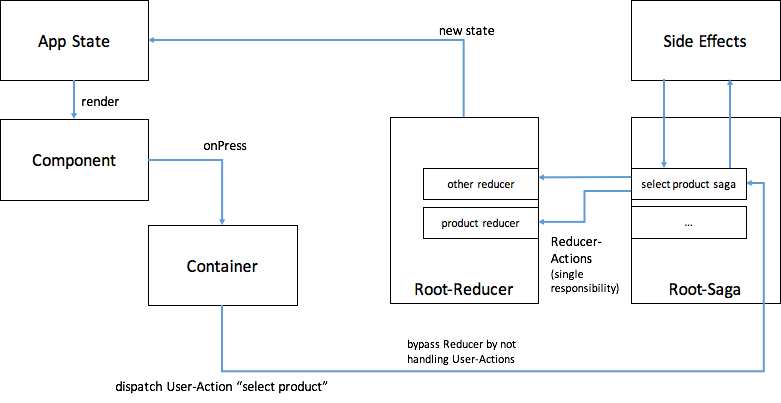 App State
new state
Side Effects
render
Component
onPress
other reducer
select product saga
product reducer
...
Container
Reducer-
Actions
(single
responsibility)
Root-Reducer
Root-Saga
bypass Reducer by not
handling User-Actions
dispatch User-Action “select product”